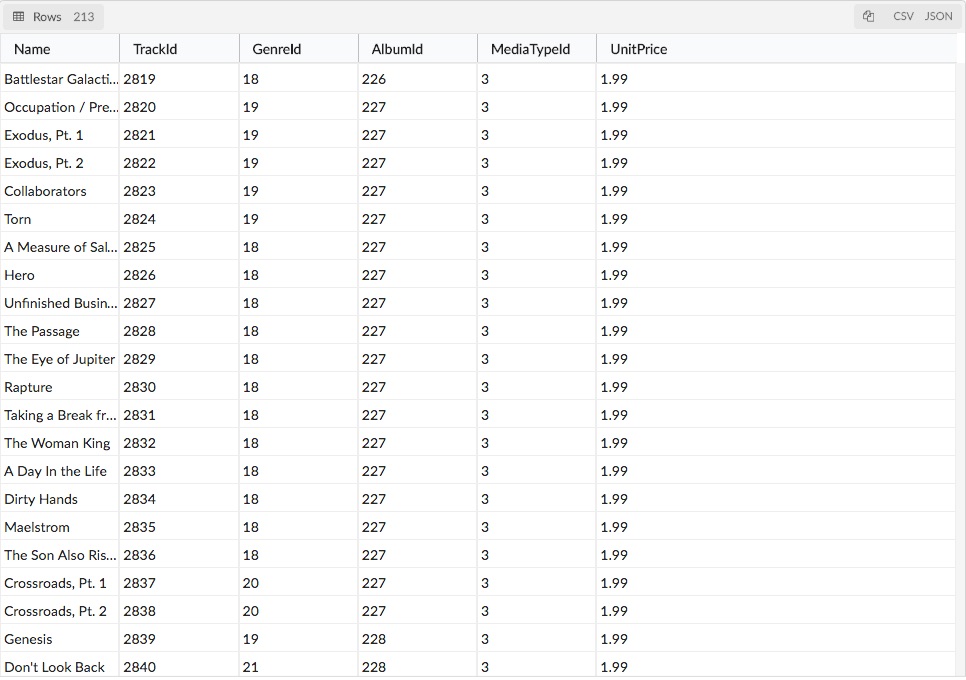 Rows 213 CSV JSON
Name TrackId GenreId AlbumId MediaTypeId UnitPrice
Battlestar Galacti... 2819 18 226 3 1.99
Occupation / Pre... 2820 19 227 3 1.99
Exodus, Pt. 1 2821 19 227 3 1.99
Exodus, Pt. 2 2822 19 227 3 1.99
Collaborators 2823 19 227 3 1.99
Torn 2824 19 227 3 1.99
A Measure of Sal... 2825 18 227 3 1.99
Hero 2826 18 227 3 1.99
Unfinished Busin... 2827 18 227 3 1.99
The Passage 2828 18 227 3 1.99
The Eye of Jupiter 2829 18 227 3 1.99
Rapture 2830 18 227 3 1.99
Taking a Break fr... 2831 18 227 3 1.99
The Woman King 2832 18 227 3 1.99
A Day In the Life 2833 18 227 3 1.99
Dirty Hands 2834 18 227 3 1.99
Maelstrom 2835 18 227 3 1.99
The Son Also Ris... 2836 18 227 3 1.99
Crossroads, Pt. 1 2837 20 227 3 1.99
Crossroads, Pt. 2 2838 20 227 3 1.99
Genesis 2839 19 228 3 1.99
Don't Look Back 2840 21 228 3 1.99